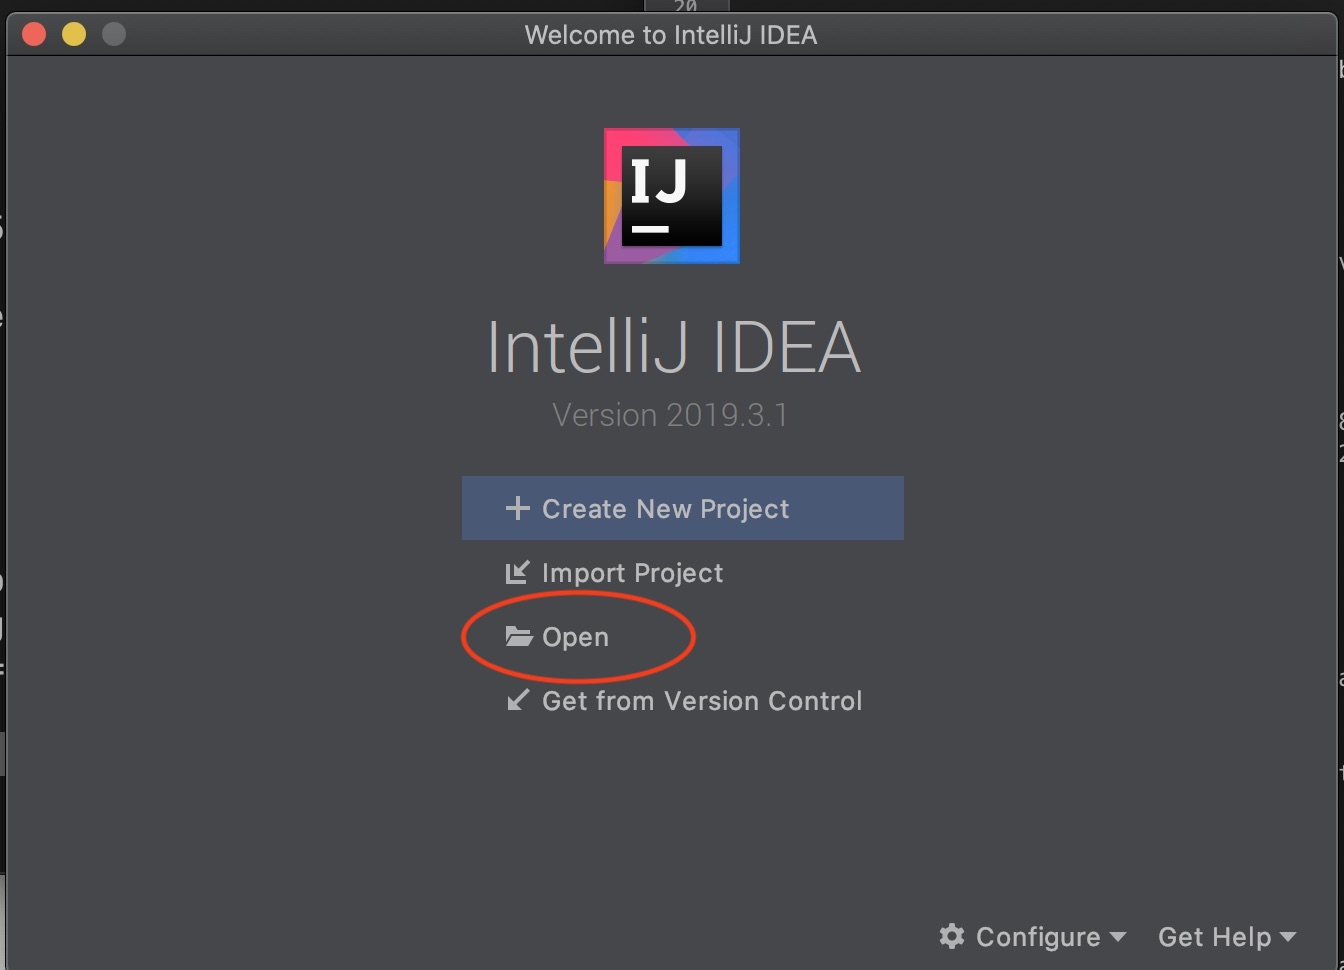 20
Welcome to IntelliJ IDEA
IJ
IntelliJ IDEA
Version 2019.3.1
Create New Project
Import Project
Open
Get from Version Control
Configure
Get Help